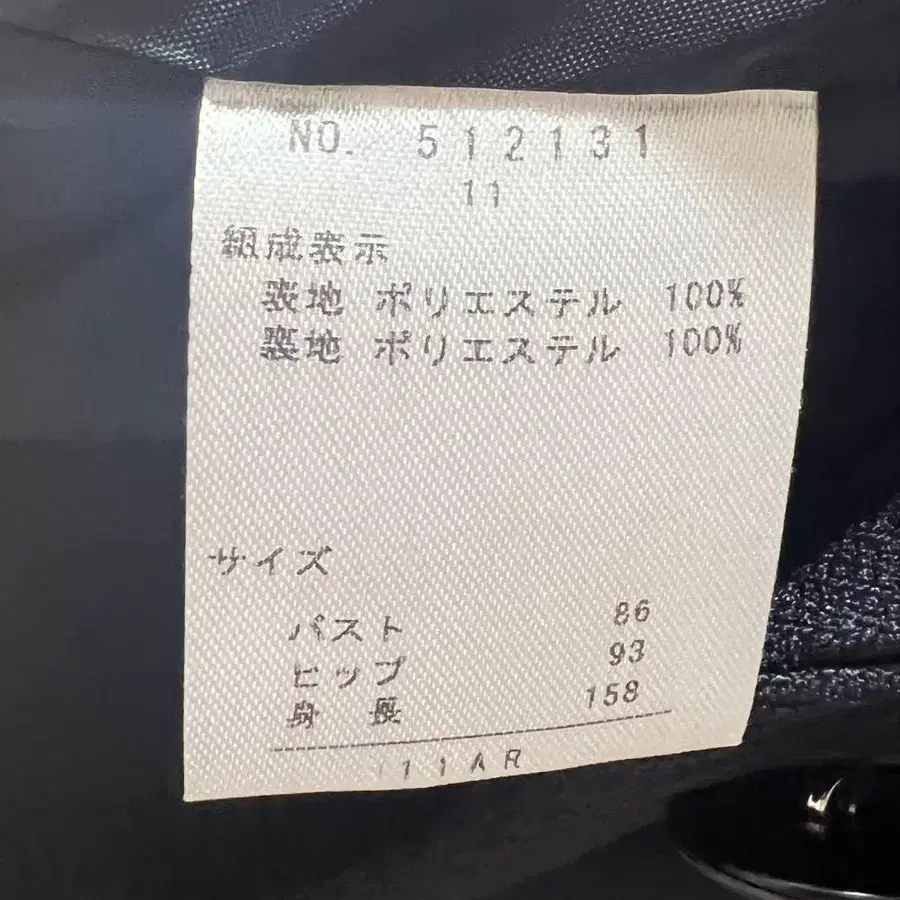 NO. 512131
11
組成表示
表地 ポリエステル 100%
裏地 ポリエステル 100%
サイズ
バスト 86
ヒップ 93
身長 158
11AR